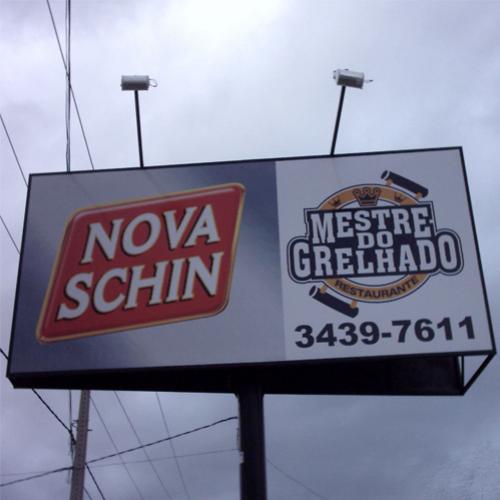 NOVA
SCHIN
MESTRE
DO
GRELHADO
RESTAURANTE
3439-7611